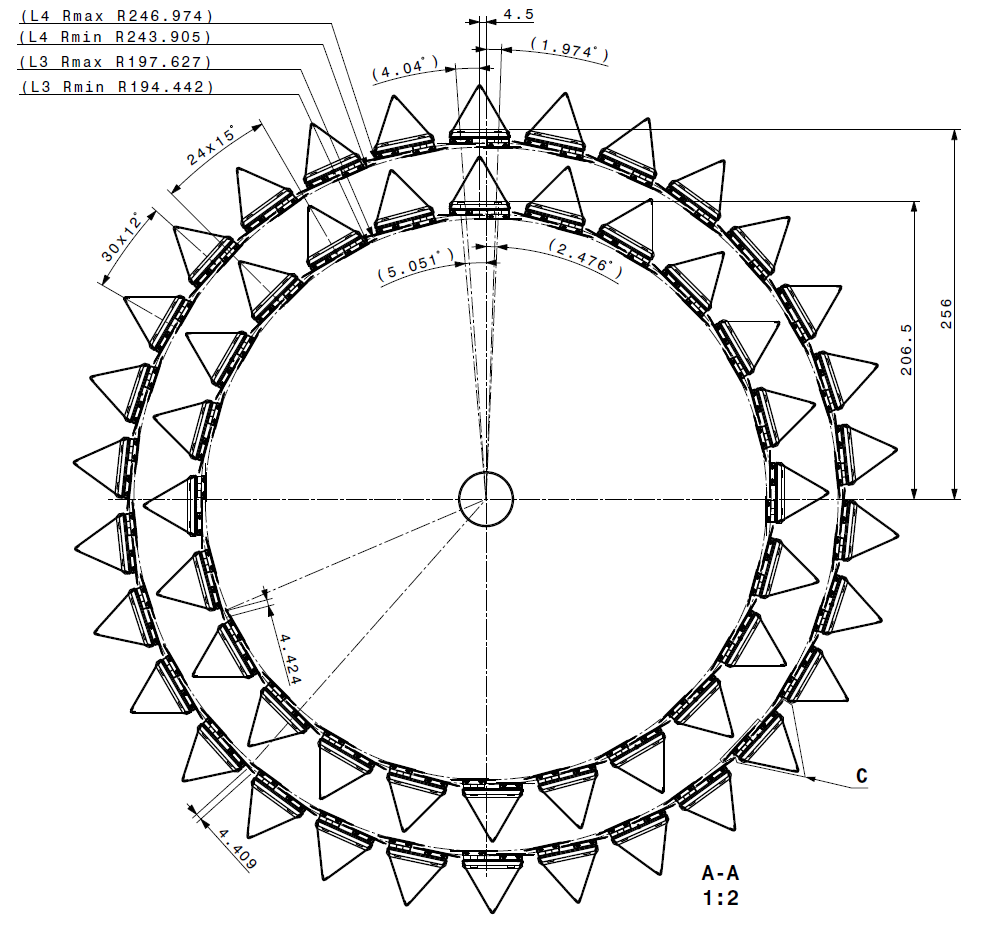 (L4 Rmax R246.974)
(L4 Rmin R243.905)
(L3 Rmax R197.627)
(L3 Rmin R194.442)
4.5
(1.974°)
(4.04°)
24x15°
30x12°
(5.051°)
(2.476°)
256
206.5
4.424
4.409
C
A-A
1:2